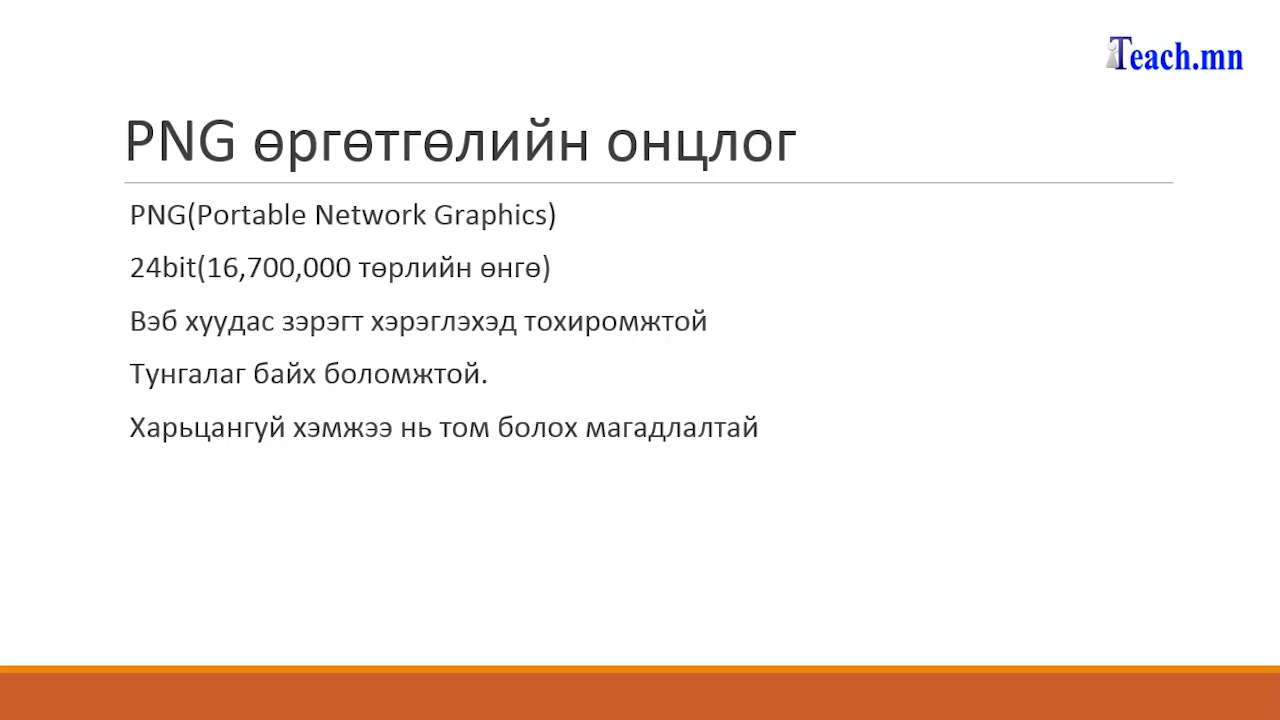 Teach.mn
PNG өргөтгөлийн онцлог
PNG(Portable Network Graphics)
24bit(16,700,000 төрлийн өнгө)
Вэб хуудас зэрэгт хэрэглэхэд тохиромжтой
Тунгалаг байх боломжтой.
Харьцангуй хэмжээ нь том болох магадлалтай